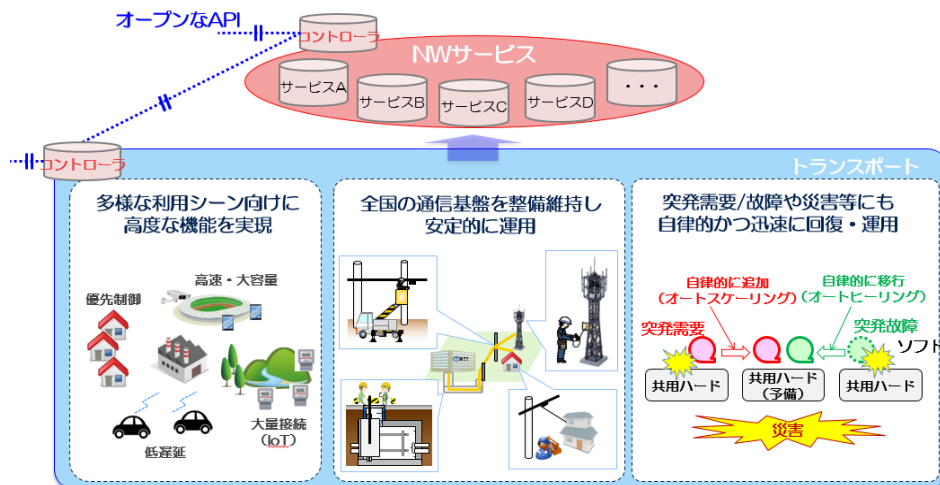 オープンなAPI
コントローラ
NWサービス
サービスA
サービスB
サービスC
サービスD
・・・
コントローラ
トランスポート
多様な利用シーン向けに
高度な機能を実現
高速・大容量
優先制御
大量接続
(IoT)
低遅延
全国の通信基盤を整備維持し
安定的に運用
突発需要/故障や災害等にも
自律的かつ迅速に回復・運用
自律的に追加
(オートスケーリング)
自律的に移行
(オートヒーリング)
突発需要
突発故障
ソフト
共用ハード
共用ハード
(予備)
共用ハード
災害